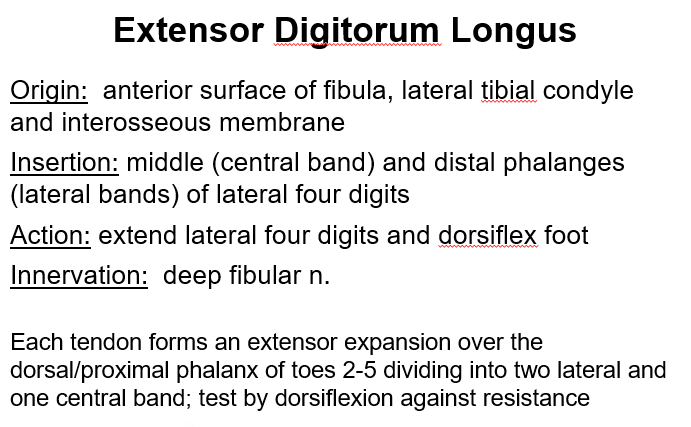 Extensor Digitorum Longus
Origin:  anterior surface of fibula, lateral tibial condyle
and interosseous membrane
Insertion: middle (central band) and distal phalanges
(lateral bands) of lateral four digits
Action: extend lateral four digits and dorsiflex foot
Innervation:  deep fibular n.
Each tendon forms an extensor expansion over the
dorsal/proximal phalanx of toes 2-5 dividing into two lateral and
one central band; test by dorsiflexion against resistance